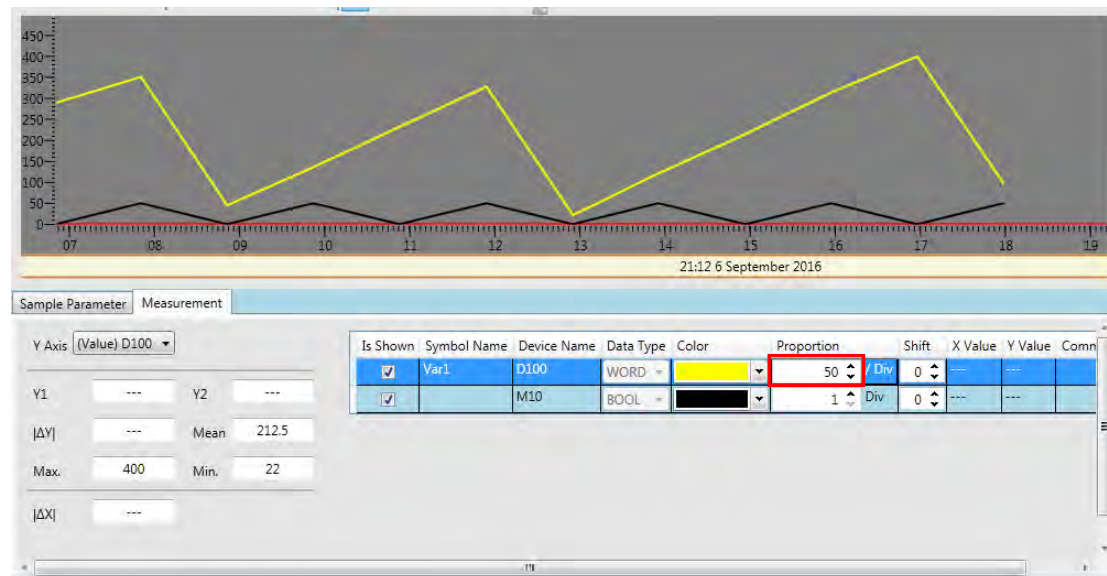 450
400
350
300
250
200
150
100
50
0
07 08 09 10 11 12 13 14 15 16 17 18 19
21:12 6 September 2016
Sample Parameter Measurement
Y Axis (Value) D100
Is Shown Symbol Name Device Name Data Type Color Proportion Shift X Value Y Value Comn
Var1 D100 WORD 50 / Div 0 --- ---
M10 BOOL 1 Div 0 --- ---
Y1 --- Y2 ---
|ΔY| --- Mean 212.5
Max. 400 Min. 22
|ΔX| ---